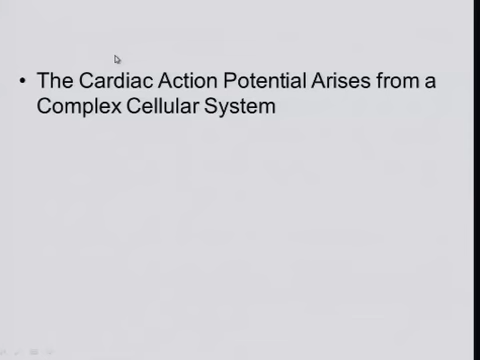 • The Cardiac Action Potential Arises from a
Complex Cellular System